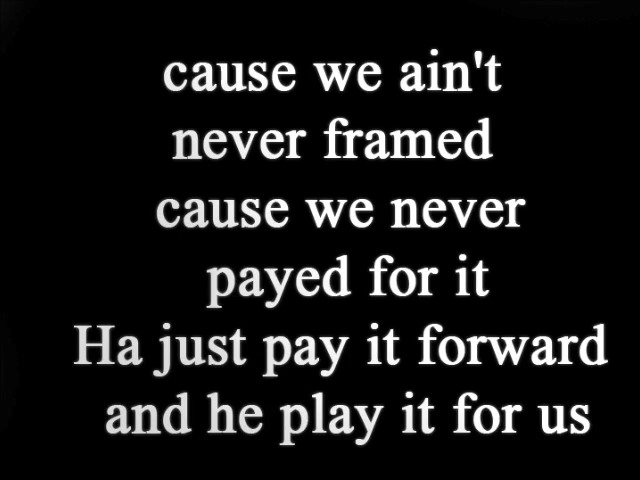 cause we ain't
never framed
cause we never
payed for it
Ha just pay it forward
and he play it for us